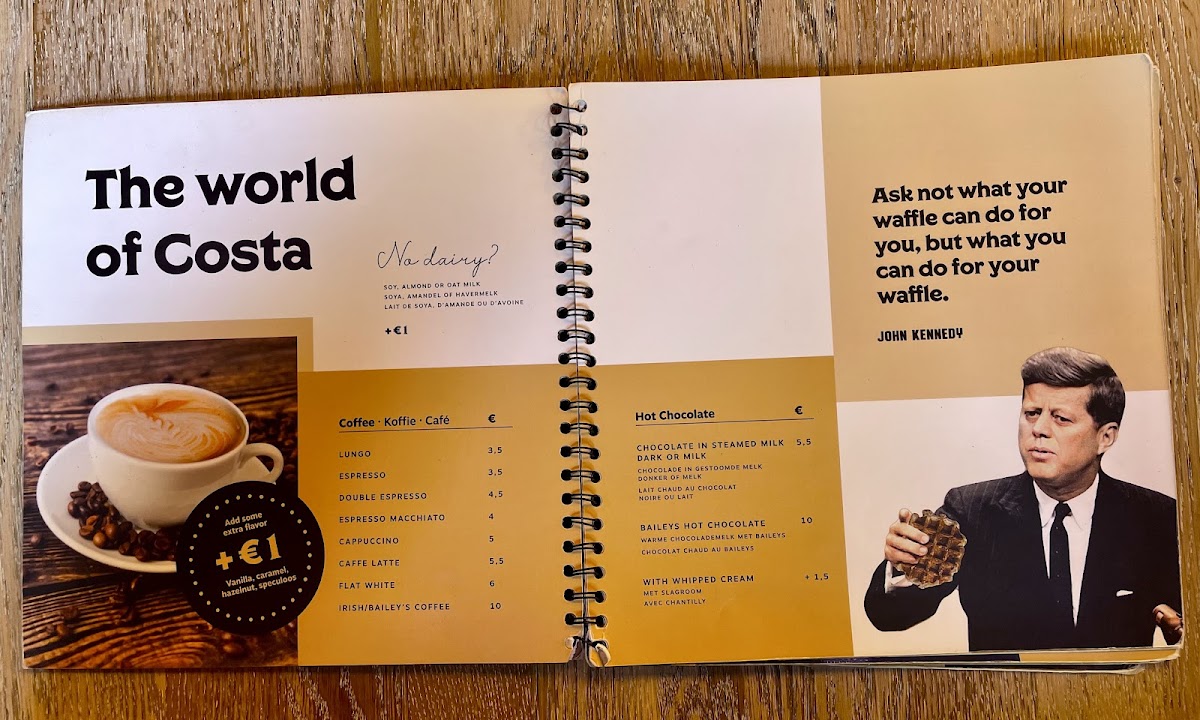 The world
of Costa
No dairy?
SOY, ALMOND OR OAT MILK
SOYA, AMANDEL OF HAVERMELK
LAIT DE SOYA, D'AMANDE OU D'AVOINE
+€1
Add some
extra flavor
+€1
Vanilla, caramel,
hazelnut, speculoos
Coffee · Koffie · Café €
LUNGO 3,5
ESPRESSO 3,5
DOUBLE ESPRESSO 4,5
ESPRESSO MACCHIATO 4
CAPPUCCINO 5
CAFFE LATTE 5,5
FLAT WHITE 6
IRISH/BAILEY'S COFFEE 10
Hot Chocolate €
CHOCOLATE IN STEAMED MILK 5,5
DARK OR MILK
CHOCOLADE IN GESTOOMDE MELK
DONKER OF MELK
LAIT CHAUD AU CHOCOLAT
NOIRE OU LAIT
BAILEYS HOT CHOCOLATE 10
WARME CHOCOLADEMELK MET BAILEYS
CHOCOLAT CHAUD AU BAILEYS
WITH WHIPPED CREAM + 1,5
MET SLAGROOM
AVEC CHANTILLY
Ask not what your
waffle can do for
you, but what you
can do for your
waffle.
JOHN KENNEDY